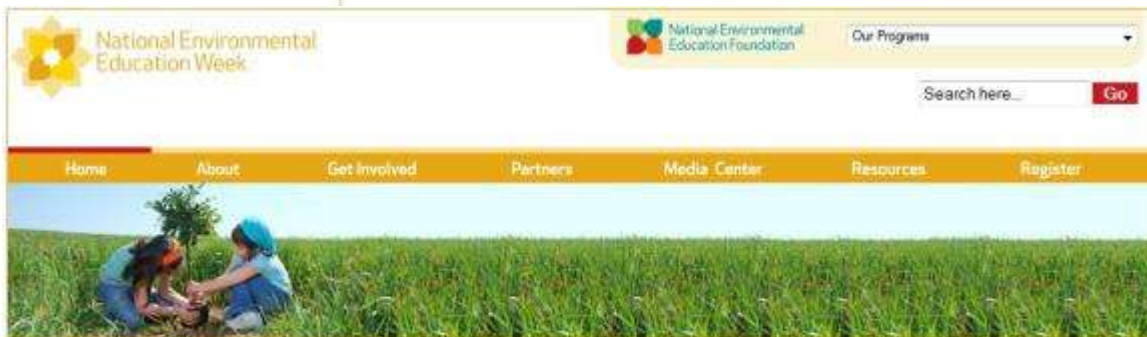 National Environmental
Education Week
National Environmental
Education Foundation
Our Programs
Search here...
Go
Home About Get Involved Partners Media Center Resources Register